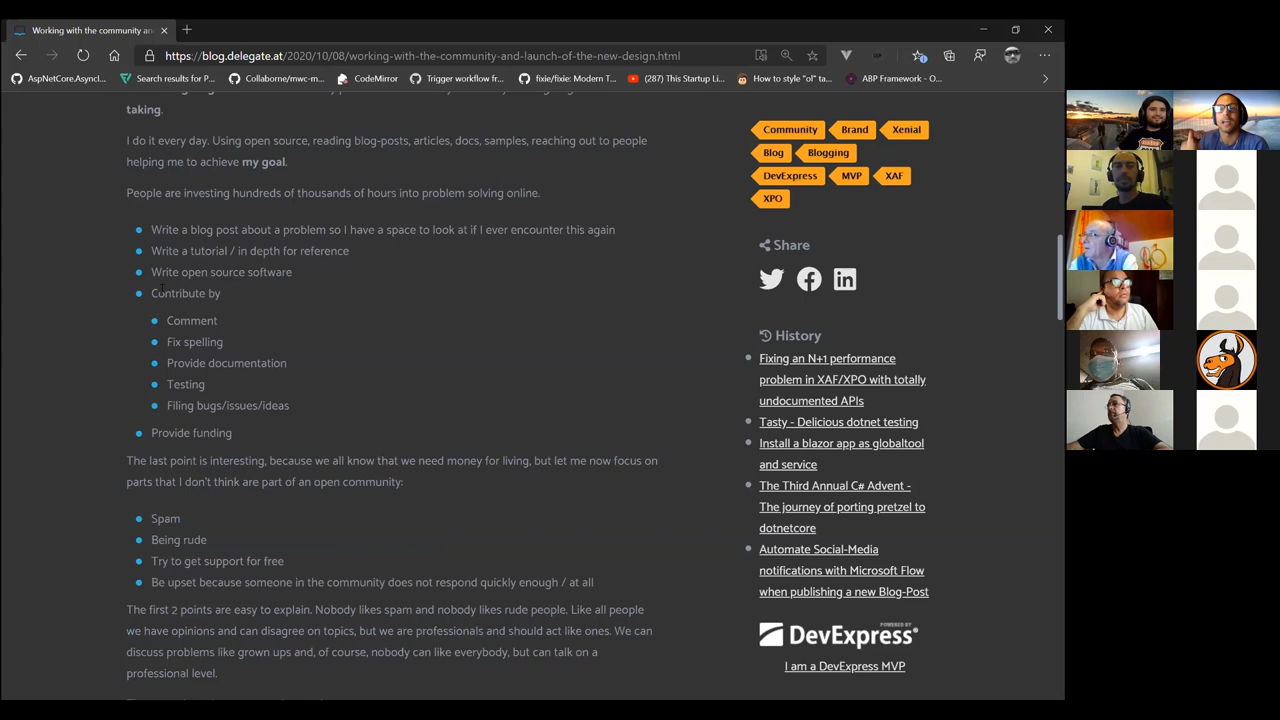 Working with the community an
https://blog.delegate.at/2020/10/08/working-with-the-community-and-launch-of-the-new-design.html
AspNetCore.AsyncI...
Search results for P...
Collaborne/mwc-m...
CodeMirror
Trigger workflow fr...
fixie/fixie: Modern T...
(287) This Startup Li...
How to style "ol" ta...
ABP Framework - O...
taking.
I do it every day. Using open source, reading blog-posts, articles, docs, samples, reaching out to people
helping me to achieve my goal.
People are investing hundreds of thousands of hours into problem solving online.
Write a blog post about a problem so I have a space to look at if I ever encounter this again
Write a tutorial / in depth for reference
Write open source software
Contribute by
Comment
Fix spelling
Provide documentation
Testing
Filing bugs/issues/ideas
Provide funding
The last point is interesting, because we all know that we need money for living, but let me now focus on
parts that I don't think are part of an open community:
Spam
Being rude
Try to get support for free
Be upset because someone in the community does not respond quickly enough / at all
The first 2 points are easy to explain. Nobody likes spam and nobody likes rude people. Like all people
we have opinions and can disagree on topics, but we are professionals and should act like ones. We can
discuss problems like grown ups and, of course, nobody can like everybody, but can talk on a
professional level.
Community Brand Xenial
Blog Blogging
DevExpress MVP XAF
XPO
Share
History
Fixing an N+1 performance
problem in XAF/XPO with totally
undocumented APIs
Tasty - Delicious dotnet testing
Install a blazor app as globaltool
and service
The Third Annual C# Advent -
The journey of porting pretzel to
dotnetcore
Automate Social-Media
notifications with Microsoft Flow
when publishing a new Blog-Post
POWERED BY
DevExpress
I am a DevExpress MVP